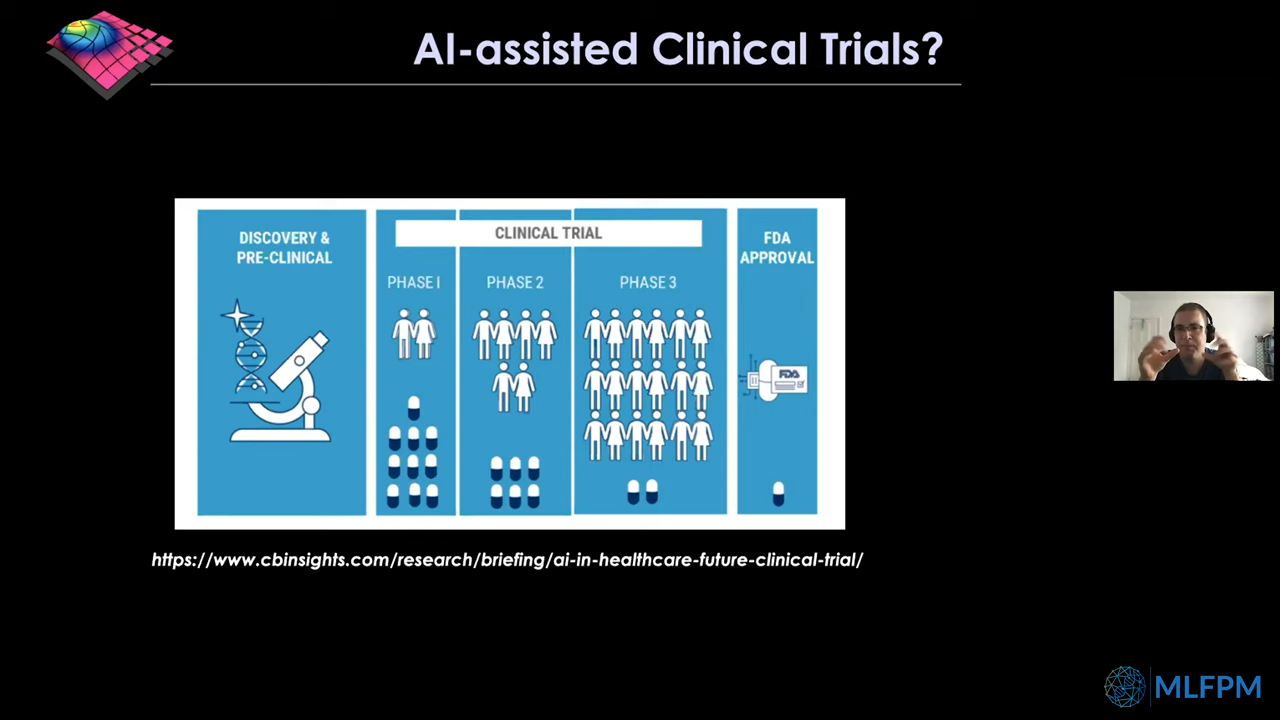 AI-assisted Clinical Trials?
DISCOVERY &
PRE-CLINICAL
CLINICAL TRIAL
PHASE I
PHASE 2
PHASE 3
FDA
APPROVAL
FDA
https://www.cbinsights.com/research/briefing/ai-in-healthcare-future-clinical-trial/
MLFPM